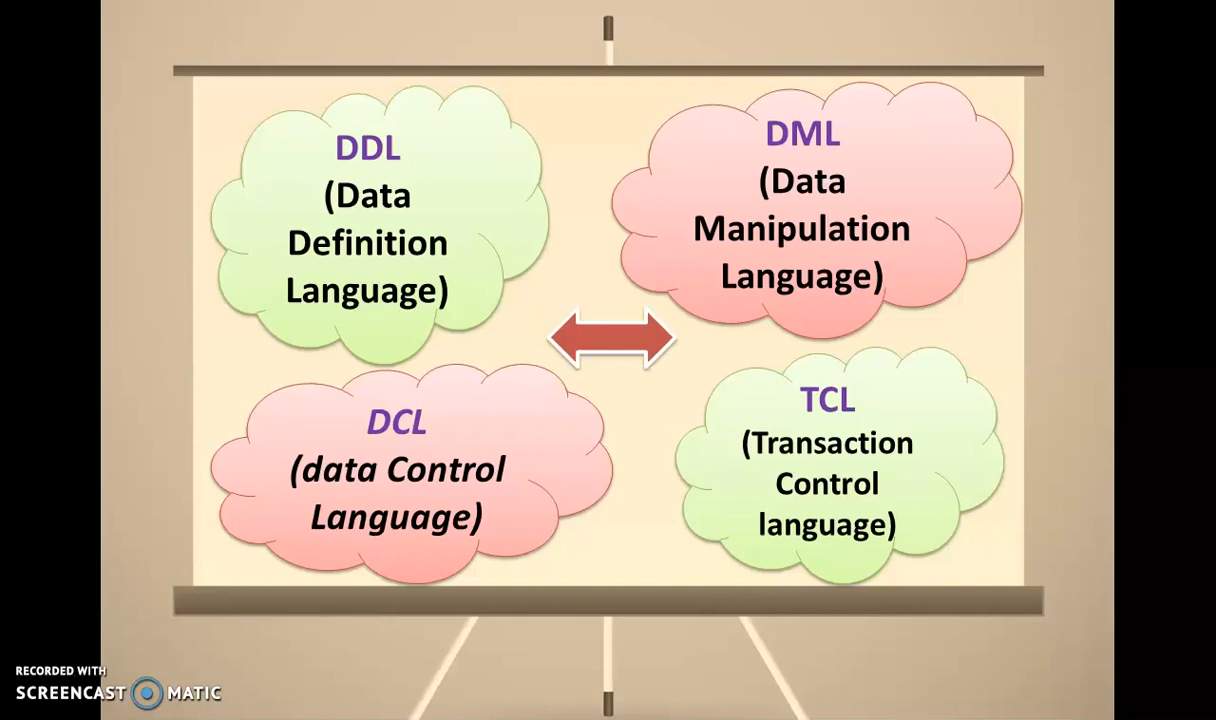 DDL
(Data
Definition
Language)
DML
(Data
Manipulation
Language)
DCL
(data Control
Language)
TCL
(Transaction
Control
language)
RECORDED WITH
SCREENCAST MATIC